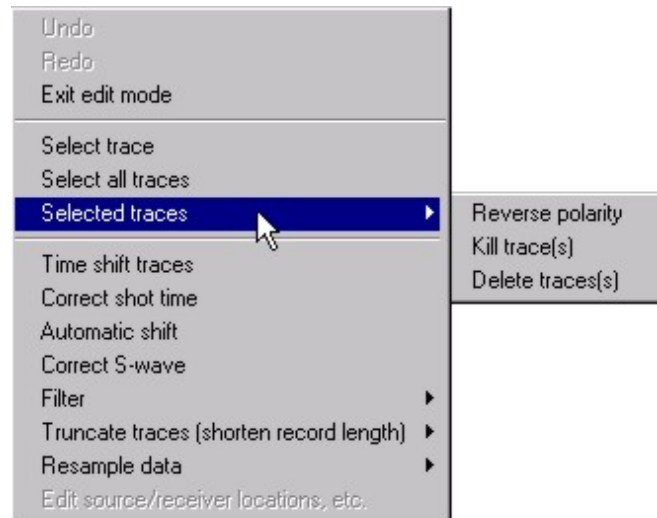 Undo
Redo
Exit edit mode
Select trace
Select all traces
Selected traces
Reverse polarity
Kill trace(s)
Delete traces(s)
Time shift traces
Correct shot time
Automatic shift
Correct S-wave
Filter
Truncate traces (shorten record length)
Resample data
Edit source/receiver locations, etc.